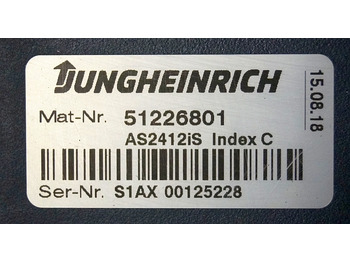 JUNGHEINRICH
Mat-Nr. 51226801
AS2412iS Index C
Ser-Nr. S1AX 00125228
15.08.18